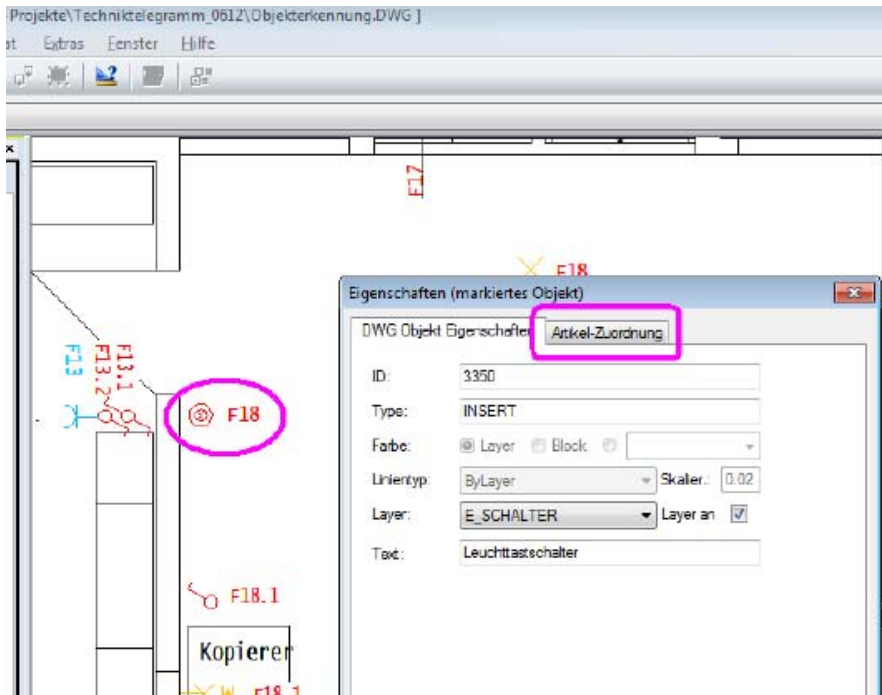 Projekte\Techniktelegramm_0612\Objekterkennung.DWG ]
at Extras Fenster Hilfe
F17
F18
Eigenschaften (markiertes Objekt)
DWG Objekt Eigenschaften
Artikel-Zuordnung
ID: 3350
Type: INSERT
Farbe: Layer Block
Linientyp: ByLayer Skalier.: 0.02
Layer: E_SCHALTER Layer an
Text: Leuchttastschalter
F13
F13.2
F13.1
F18
F18.1
Kopierer
W F18.1